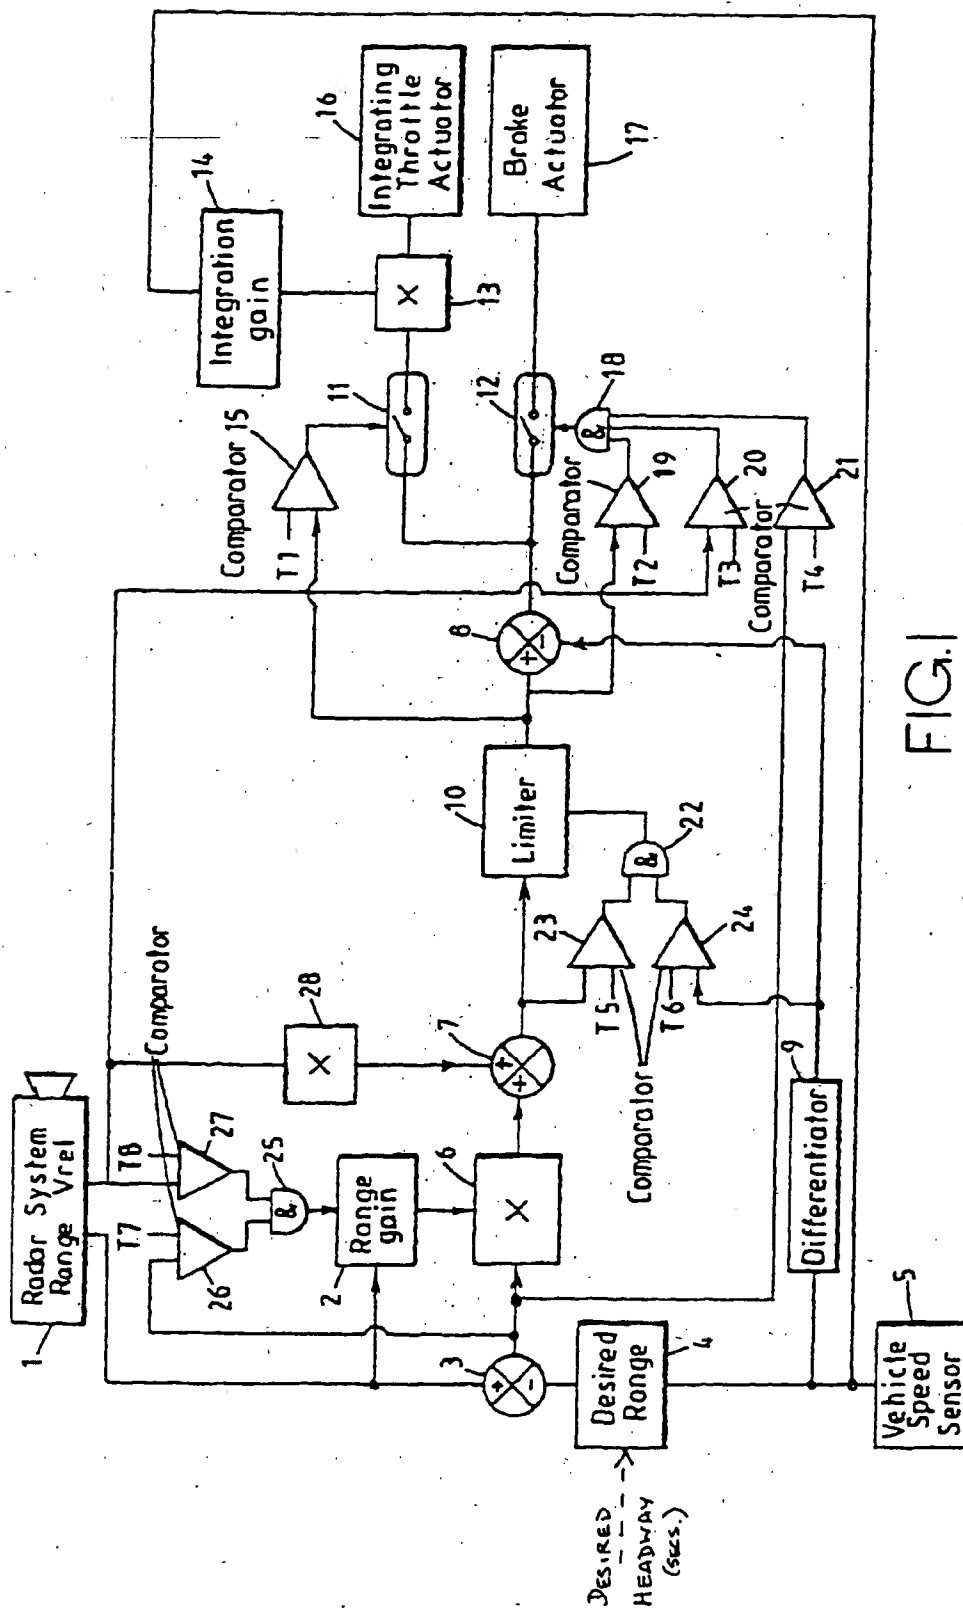 1
Radar System
Range Vrel
Comparator
T7
T8
26
27
25
&
2
Range
gain
28
X
6
X
3
+
-
7
+
+
Desired
Range
4
DESIRED
HEADWAY
(SECS.)
Vehicle
Speed
Sensor
5
Differentiator
9
10
Limiter
23
T5
T6
24
&
22
Comparator
8
+
-
Comparator 15
T1
11
12
&
18
Comparator
19
T2
20
T3
Comparator
21
T4
14
Integration
gain
X
13
16
Integrating
Throttle
Actuator
Brake
Actuator
17
FIG.1